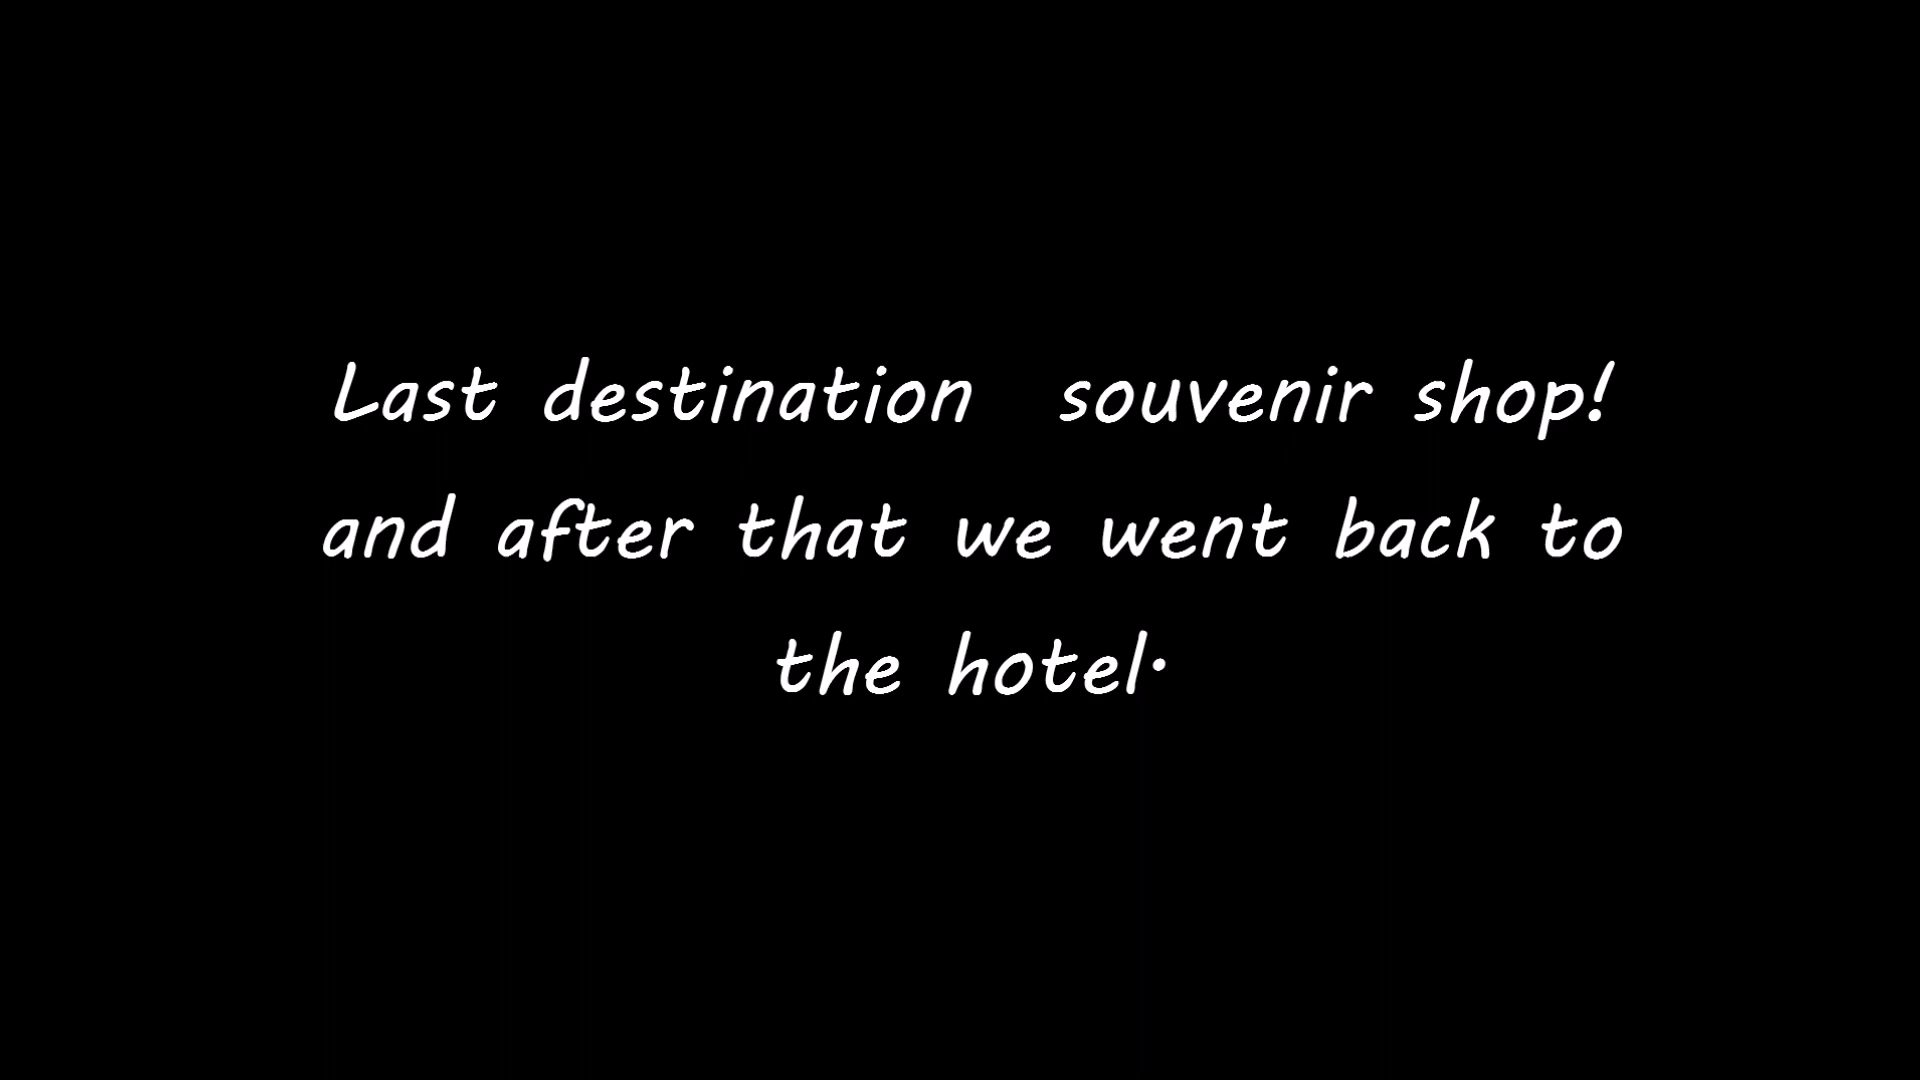 Last destination  souvenir shop!
and after that we went back to
the hotel.